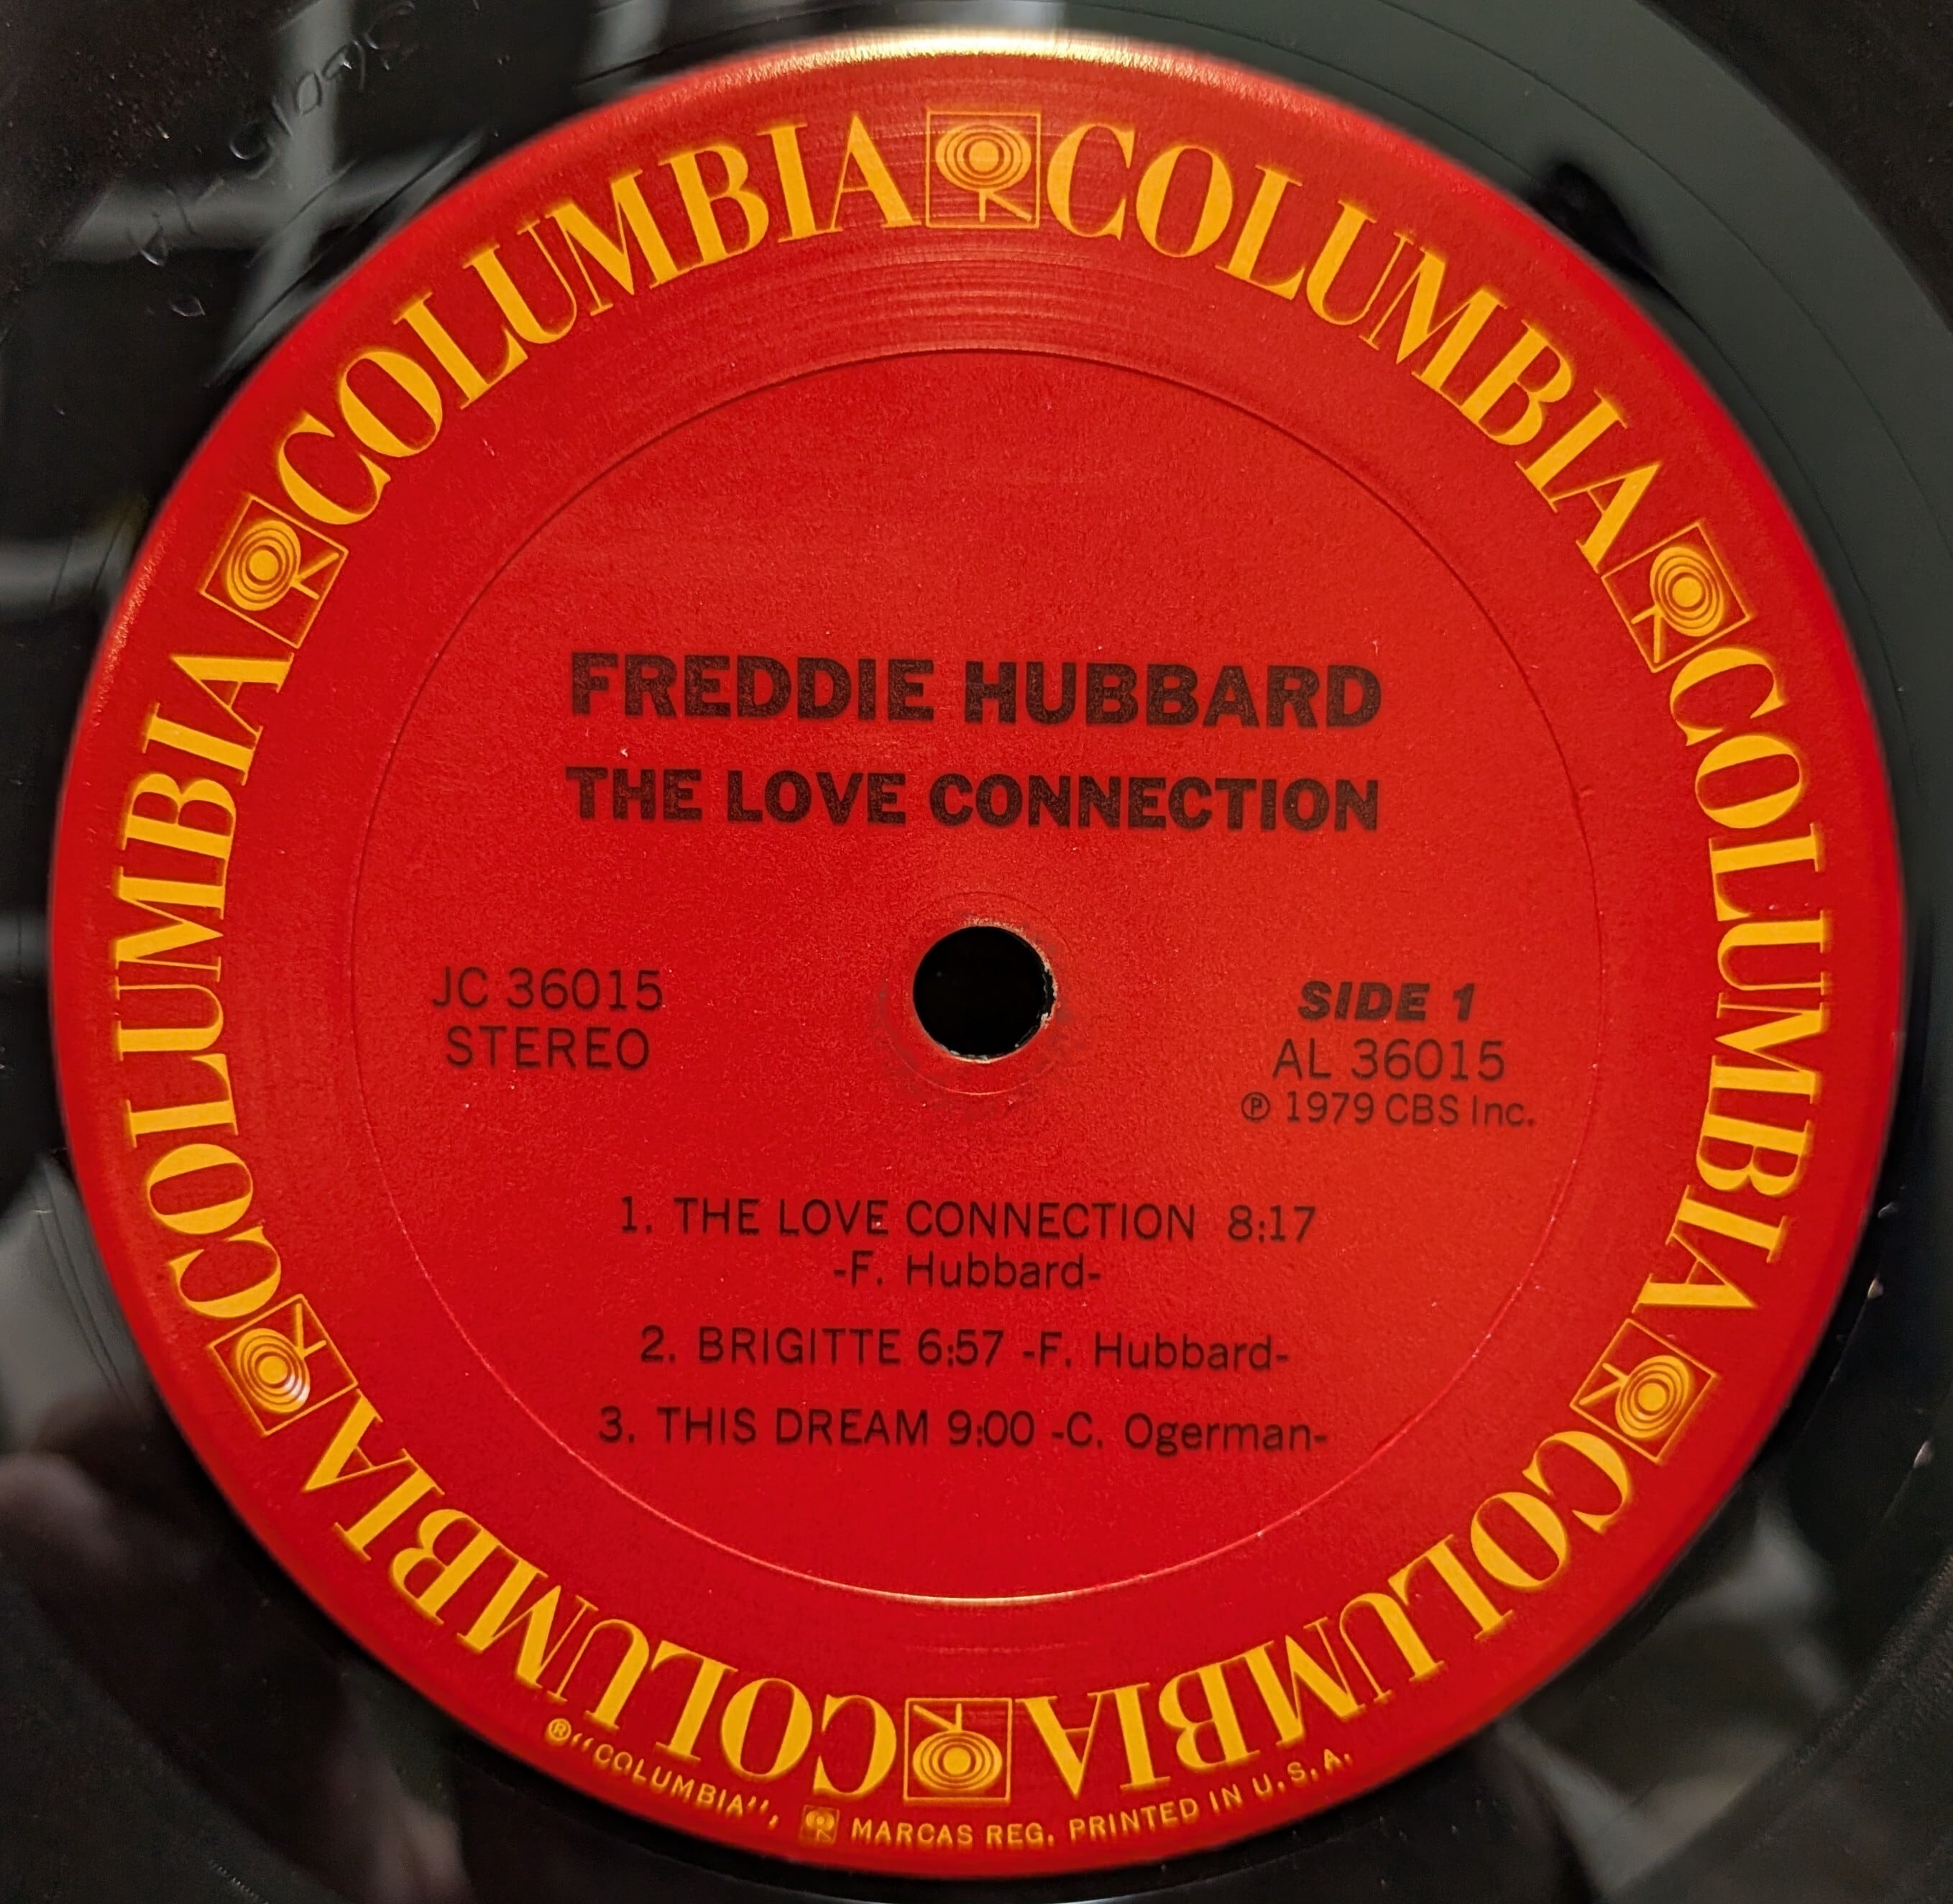 COLUMBIA COLUMBIA COLUMBIA COLUMBIA COLUMBIA COLUMBIA
FREDDIE HUBBARD
THE LOVE CONNECTION
JC 36015
STEREO
SIDE 1
AL 36015
Ⓟ 1979 CBS Inc.
1. THE LOVE CONNECTION 8:17
-F. Hubbard-
2. BRIGITTE 6:57 -F. Hubbard-
3. THIS DREAM 9:00 -C. Ogerman-
®"COLUMBIA", MARCAS REG. PRINTED IN U.S.A.